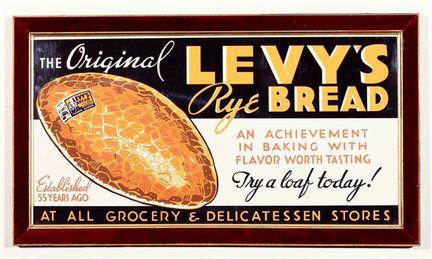 THE Original LEVY'S
Rye BREAD
AN ACHIEVEMENT
IN BAKING WITH
FLAVOR WORTH TASTING
Try a loaf today!
Established
55 YEARS AGO
AT ALL GROCERY & DELICATESSEN STORES